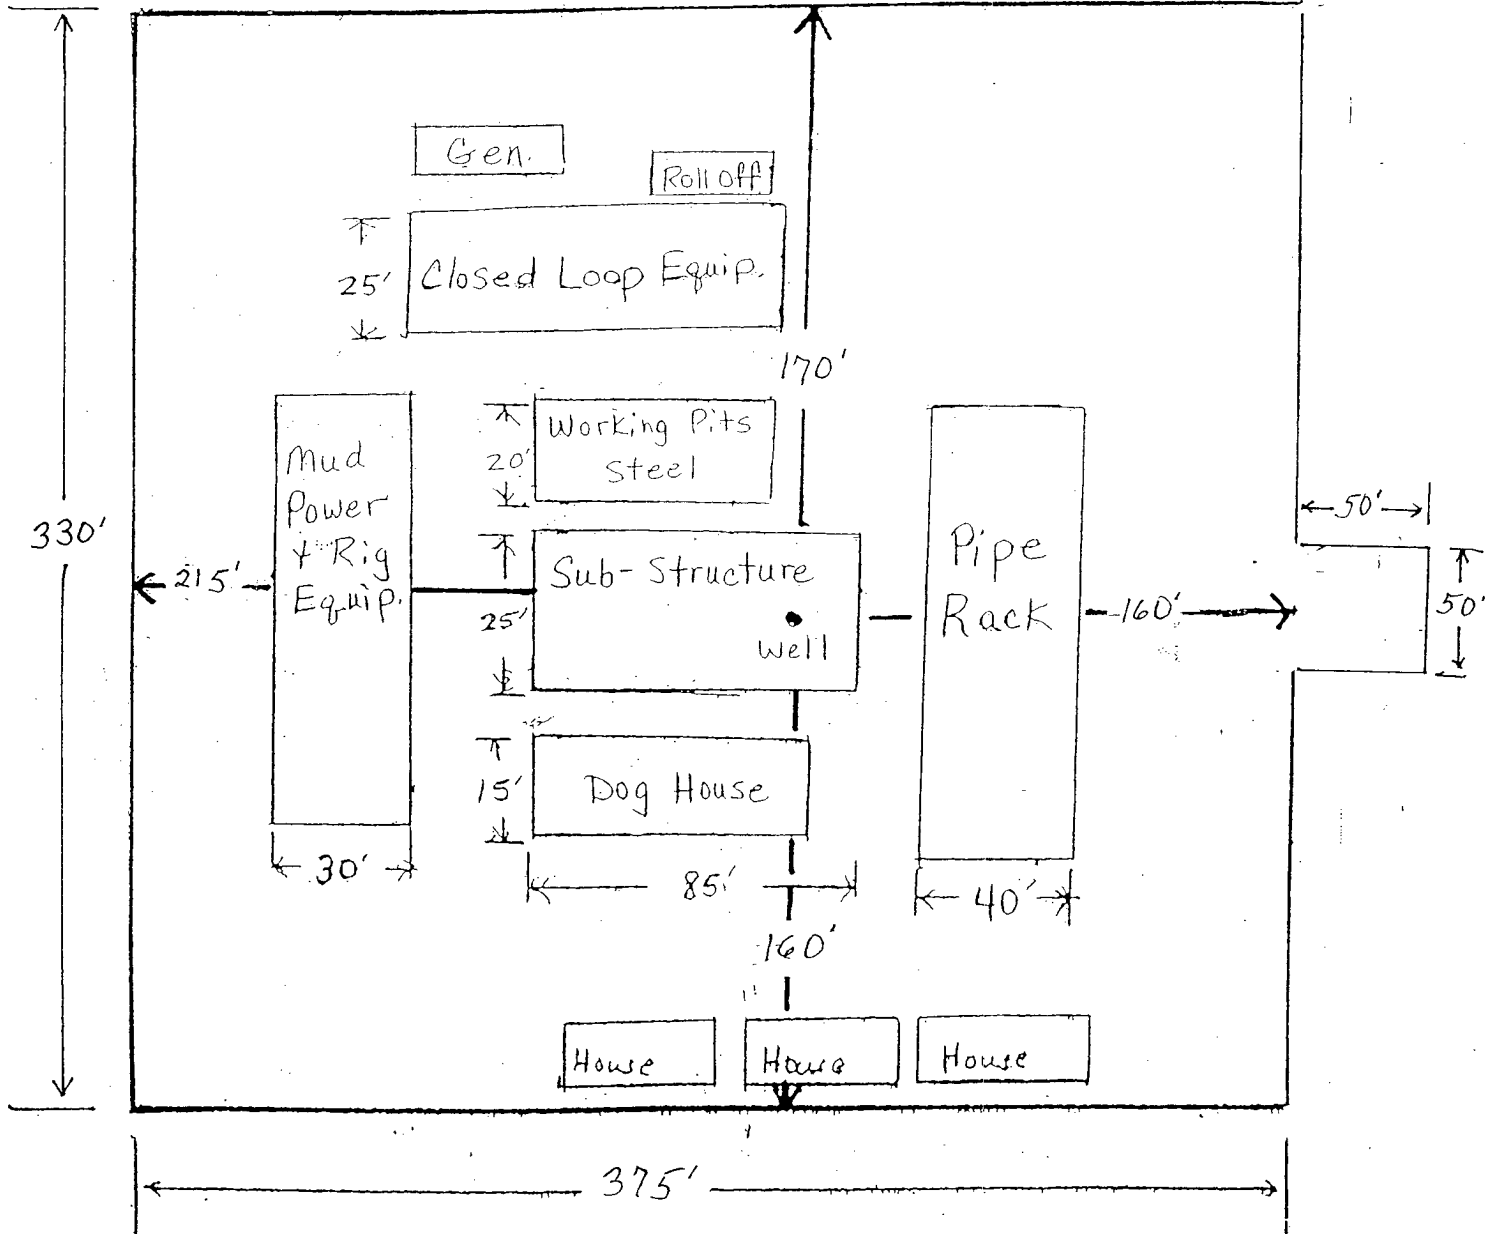 Gen.
Roll Off
25'
Closed Loop Equip.
170'
Mud
Power
+ Rig
Equip.
20'
Working Pits
Steel
330'
50'
215'
25'
Sub-Structure
Well
Pipe
Rack
160'
50'
15'
Dog House
30'
85'
40'
160'
House
House
House
375'